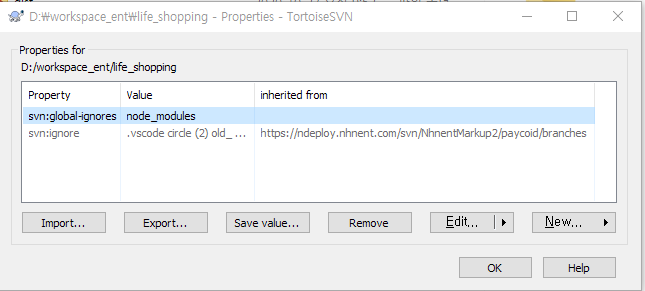 D:\workspace_ent\life_shopping - Properties - TortoiseSVN
Properties for
D:/workspace_ent/life_shopping
Property Value inherited from
svn:global-ignores node_modules
svn:ignore .vscode circle (2) old_ ... https://ndeploy.nhnent.com/svn/NhnentMarkup2/paycoid/branches
Import... Export... Save value... Remove Edit... New...
OK Help